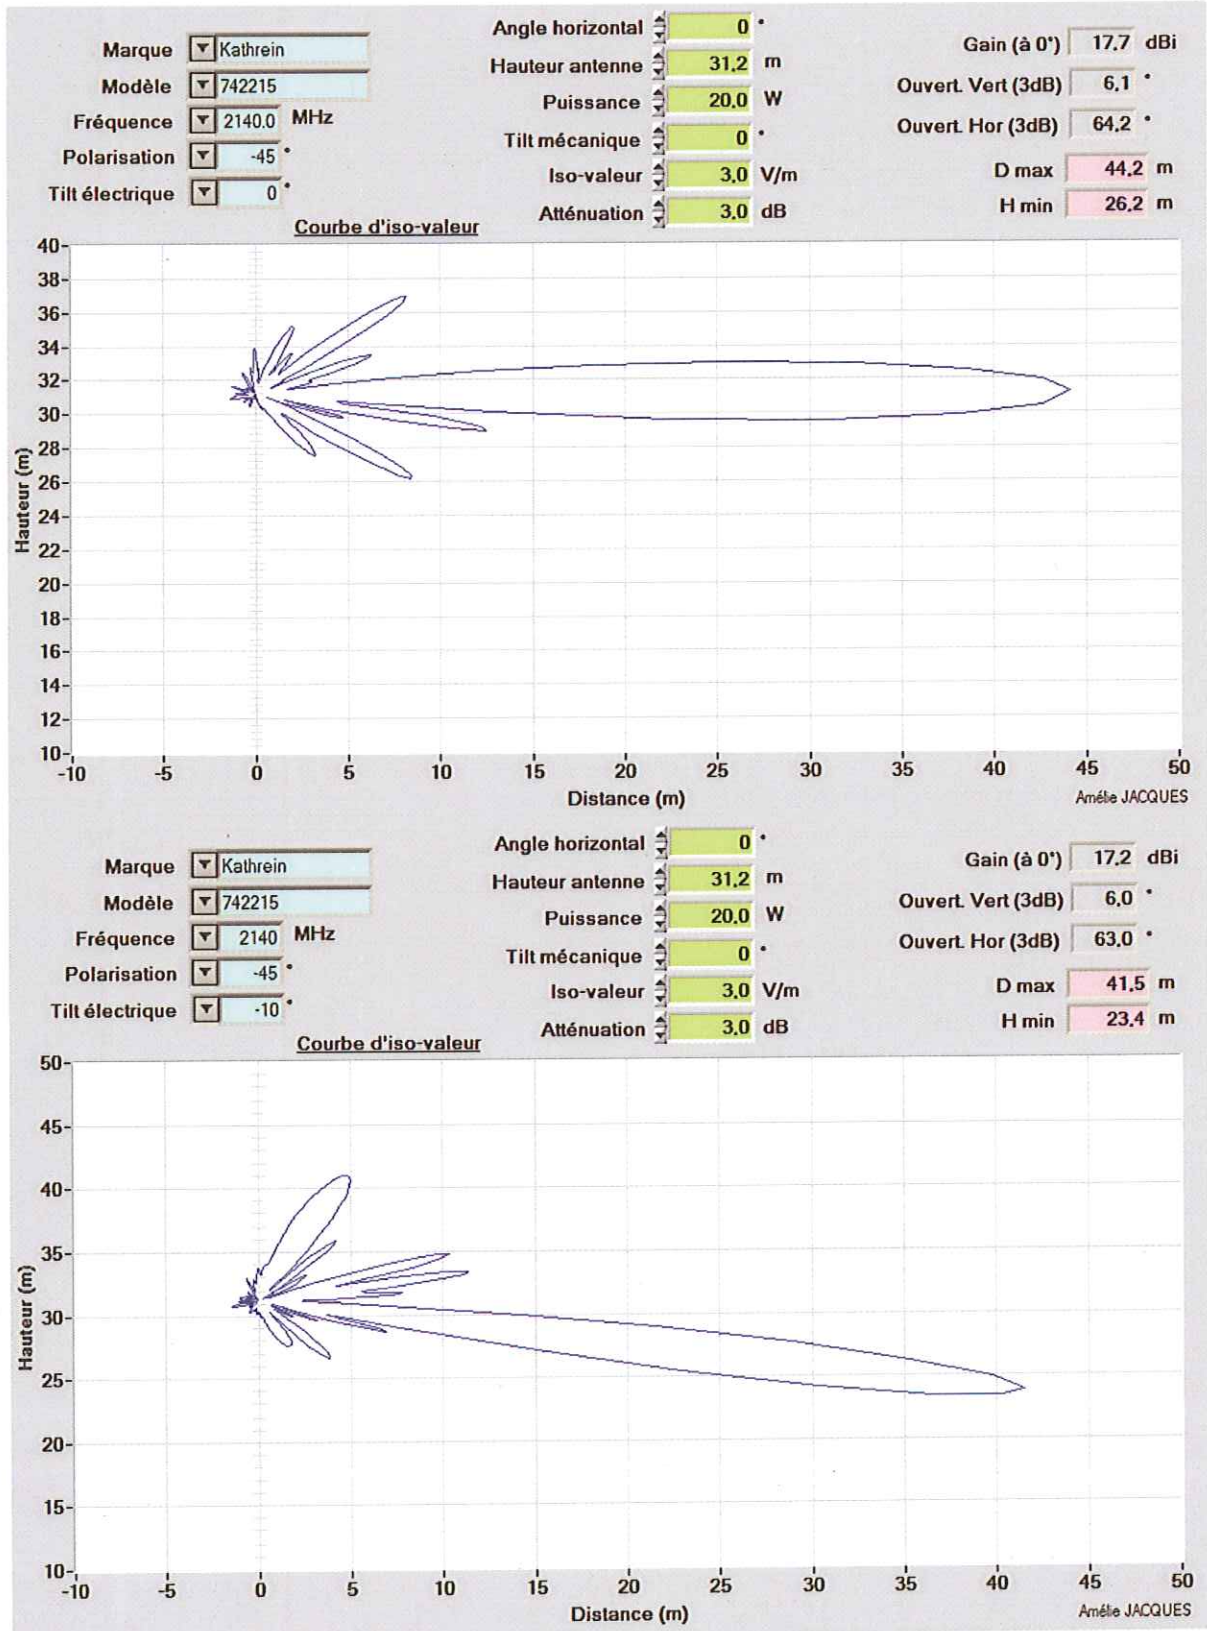 Marque Kathrein
Modèle 742215
Fréquence 2140.0 MHz
Polarisation -45 °
Tilt électrique 0 °
Angle horizontal 0 °
Hauteur antenne 31,2 m
Puissance 20,0 W
Tilt mécanique 0 °
Iso-valeur 3,0 V/m
Atténuation 3,0 dB
Gain (à 0°) 17,7 dBi
Ouvert. Vert (3dB) 6,1 °
Ouvert. Hor (3dB) 64,2 °
D max 44,2 m
H min 26,2 m
Courbe d'iso-valeur
40
38
36
34
32
30
28
26
24
22
20
18
16
14
12
10
Hauteur (m)
-10 -5 0 5 10 15 20 25 30 35 40 45 50
Distance (m)
Amélie JACQUES
Marque Kathrein
Modèle 742215
Fréquence 2140 MHz
Polarisation -45 °
Tilt électrique -10 °
Angle horizontal 0 °
Hauteur antenne 31,2 m
Puissance 20,0 W
Tilt mécanique 0 °
Iso-valeur 3,0 V/m
Atténuation 3,0 dB
Gain (à 0°) 17,2 dBi
Ouvert. Vert (3dB) 6,0 °
Ouvert. Hor (3dB) 63,0 °
D max 41,5 m
H min 23,4 m
Courbe d'iso-valeur
50
45
40
35
30
25
20
15
10
Hauteur (m)
-10 -5 0 5 10 15 20 25 30 35 40 45 50
Distance (m)
Amélie JACQUES